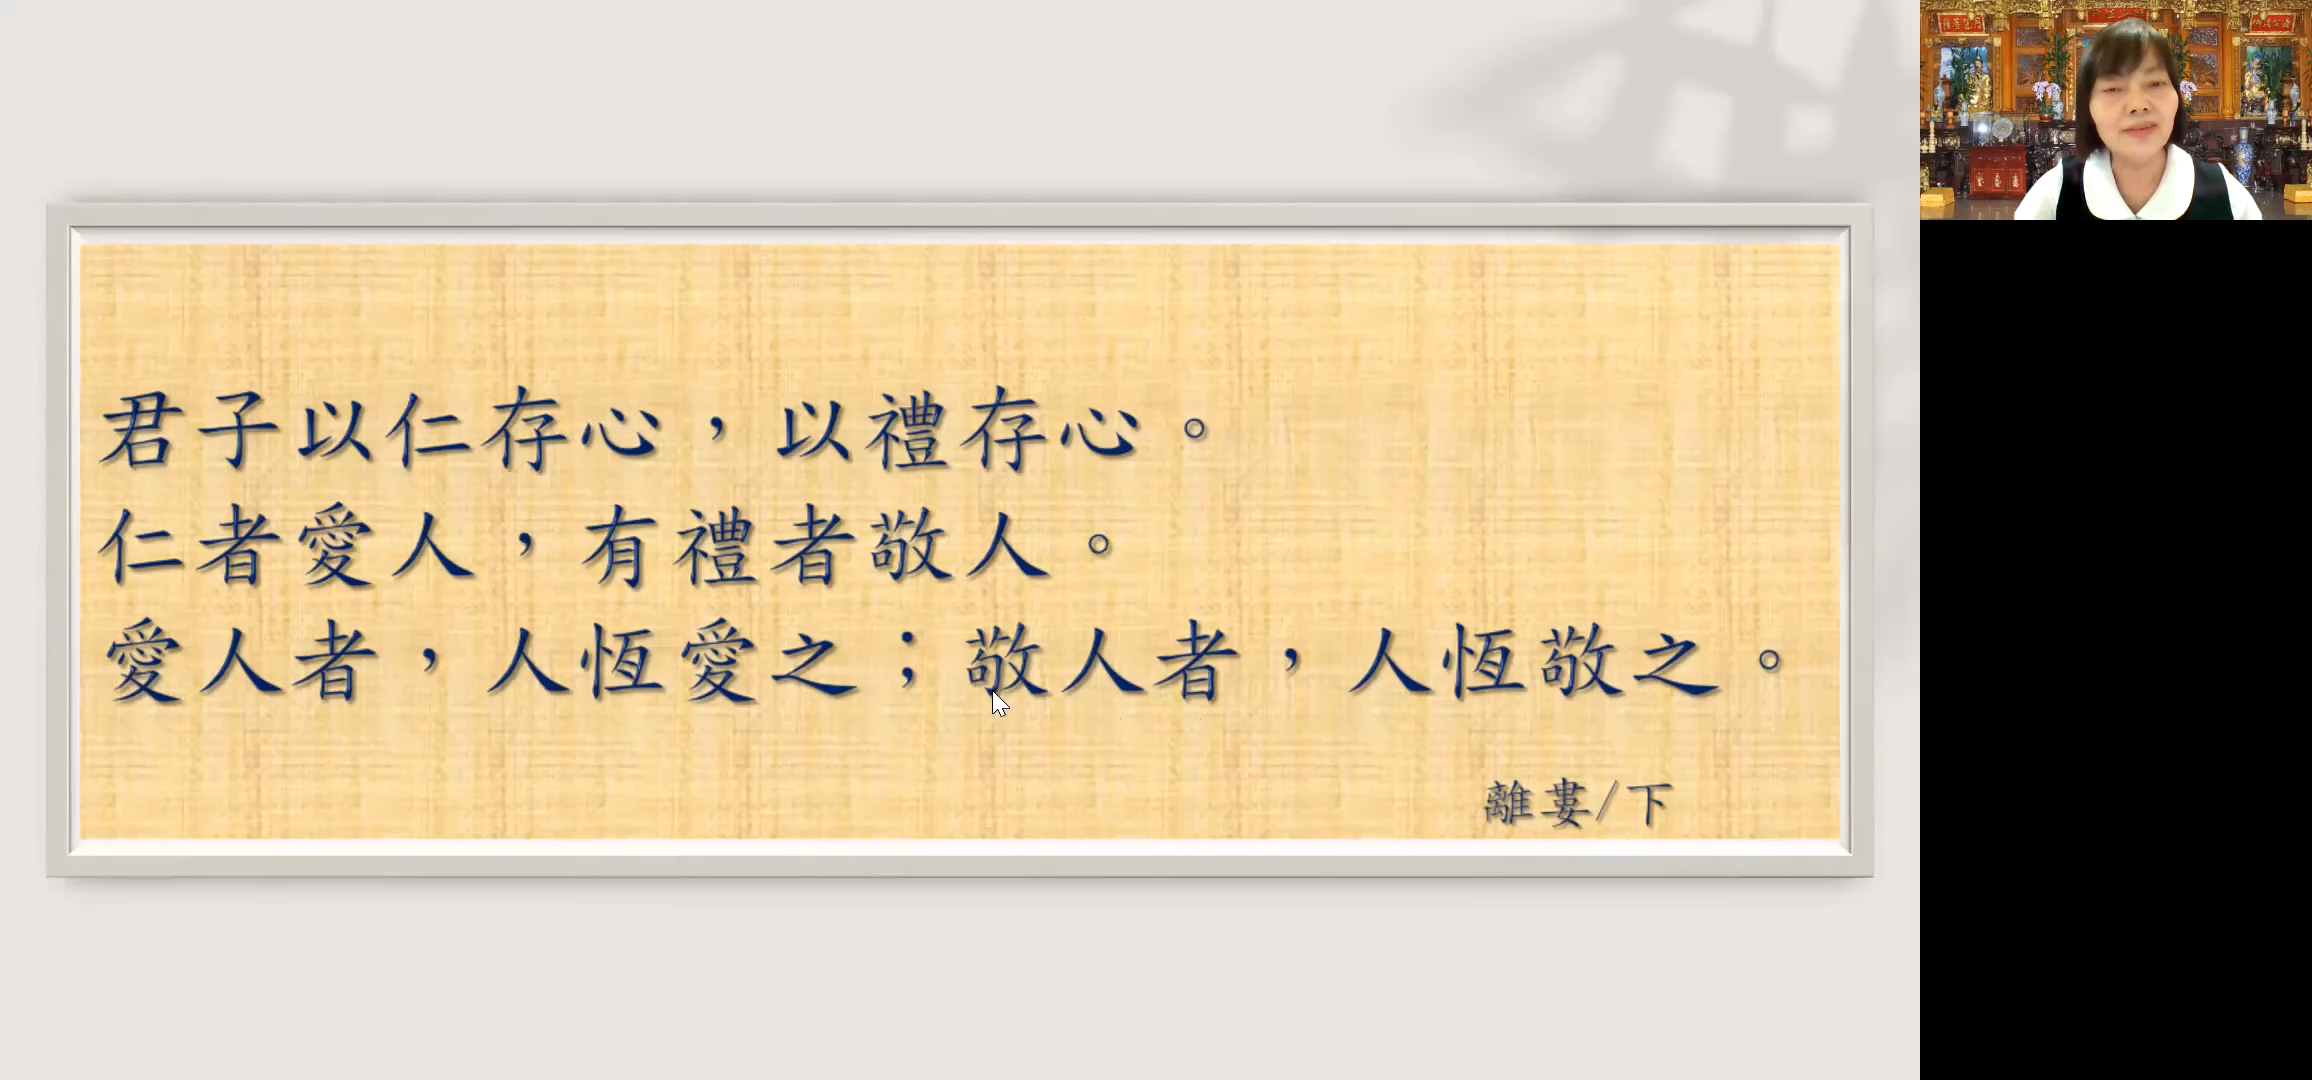 君子以仁存心，以禮存心。
仁者愛人，有禮者敬人。
愛人者，人恆愛之；敬人者，人恆敬之。
離婁/下